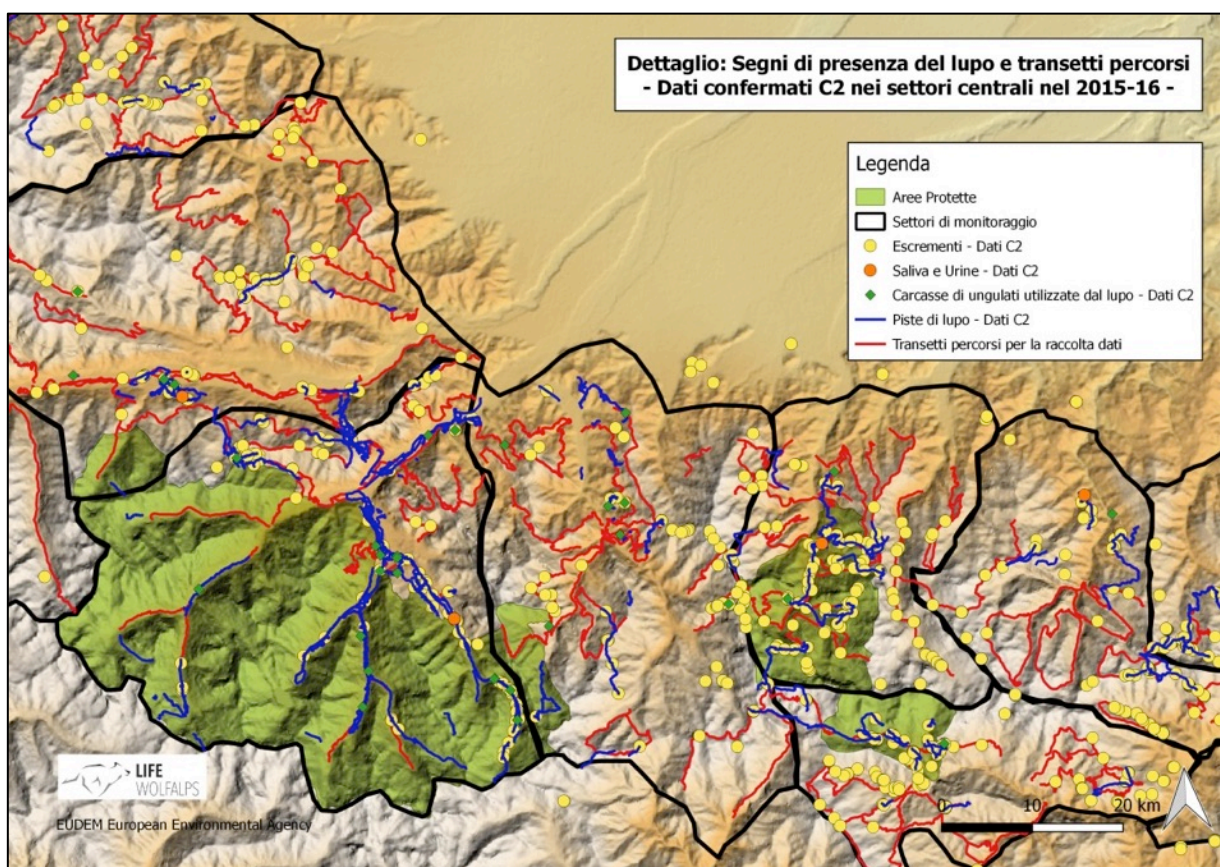 Dettaglio: Segni di presenza del lupo e transetti percorsi
- Dati confermati C2 nei settori centrali nel 2015-16 -
Legenda
Aree Protette
Settori di monitoraggio
Escrementi - Dati C2
Saliva e Urine - Dati C2
Carcasse di ungulati utilizzate dal lupo - Dati C2
Piste di lupo - Dati C2
Transetti percorsi per la raccolta dati
LIFE
WOLFALPS
EUDEM European Environmental Agency
0 10 20 km